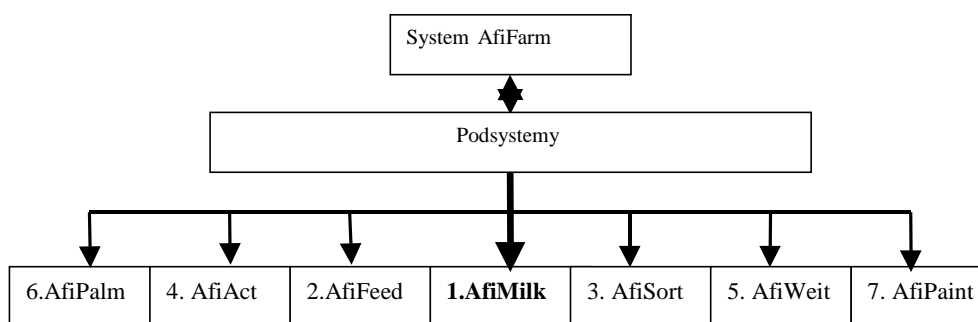 System AfiFarm
Podsystemy
6.AfiPalm
4. AfiAct
2.AfiFeed
1.AfiMilk
3. AfiSort
5. AfiWeit
7. AfiPaint